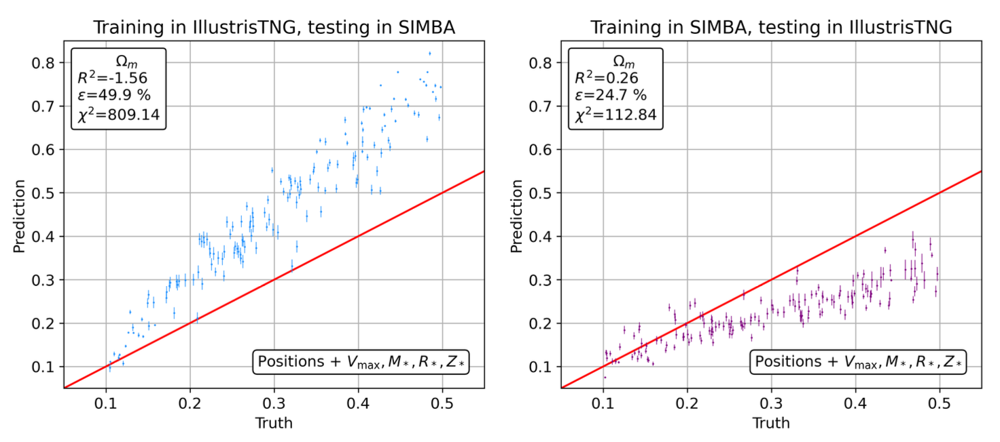 Training in IllustrisTNG, testing in SIMBA
Ωₘ
R²=-1.56
ε=49.9 %
χ²=809.14
0.8
0.7
0.6
0.5
0.4
0.3
0.2
0.1
Prediction
Positions + Vₘₐₓ, M∗, R∗, Z∗
0.1 0.2 0.3 0.4 0.5
Truth
Training in SIMBA, testing in IllustrisTNG
Ωₘ
R²=0.26
ε=24.7 %
χ²=112.84
0.8
0.7
0.6
0.5
0.4
0.3
0.2
0.1
Prediction
Positions + Vₘₐₓ, M∗, R∗, Z∗
0.1 0.2 0.3 0.4 0.5
Truth